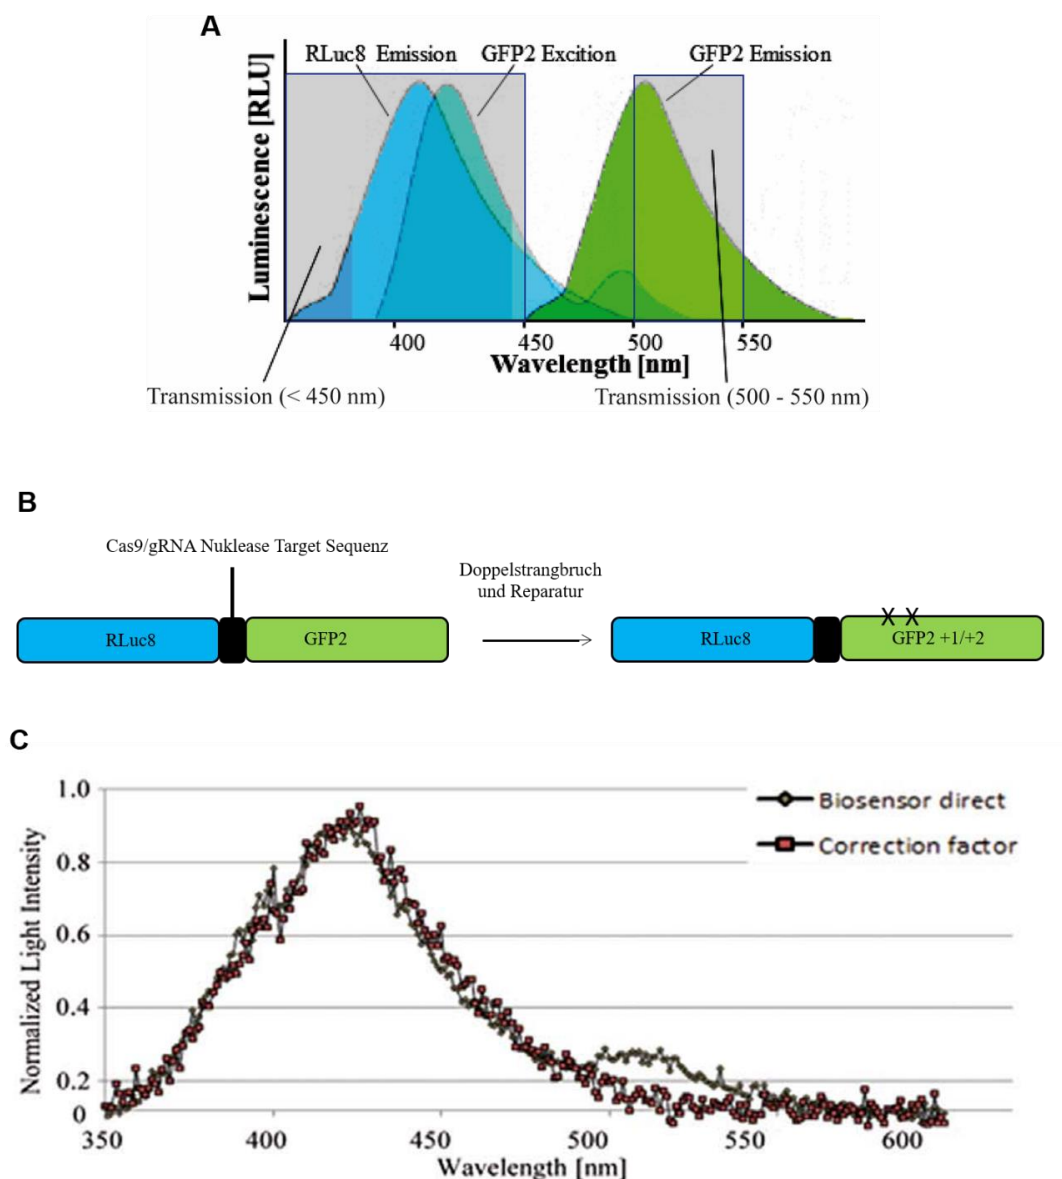 A
RLuc8 Emission
GFP2 Excition
GFP2 Emission
Luminescence [RLU]
400
450
500
550
Wavelength [nm]
Transmission (< 450 nm)
Transmission (500 - 550 nm)
B
Cas9/gRNA Nuklease Target Sequenz
Doppelstrangbruch
und Reparatur
RLuc8
GFP2
X X
RLuc8
GFP2 +1/+2
C
Normalized Light Intensity
1.0
0.8
0.6
0.4
0.2
0
Biosensor direct
Correction factor
350
400
450
500
550
600
Wavelength [nm]